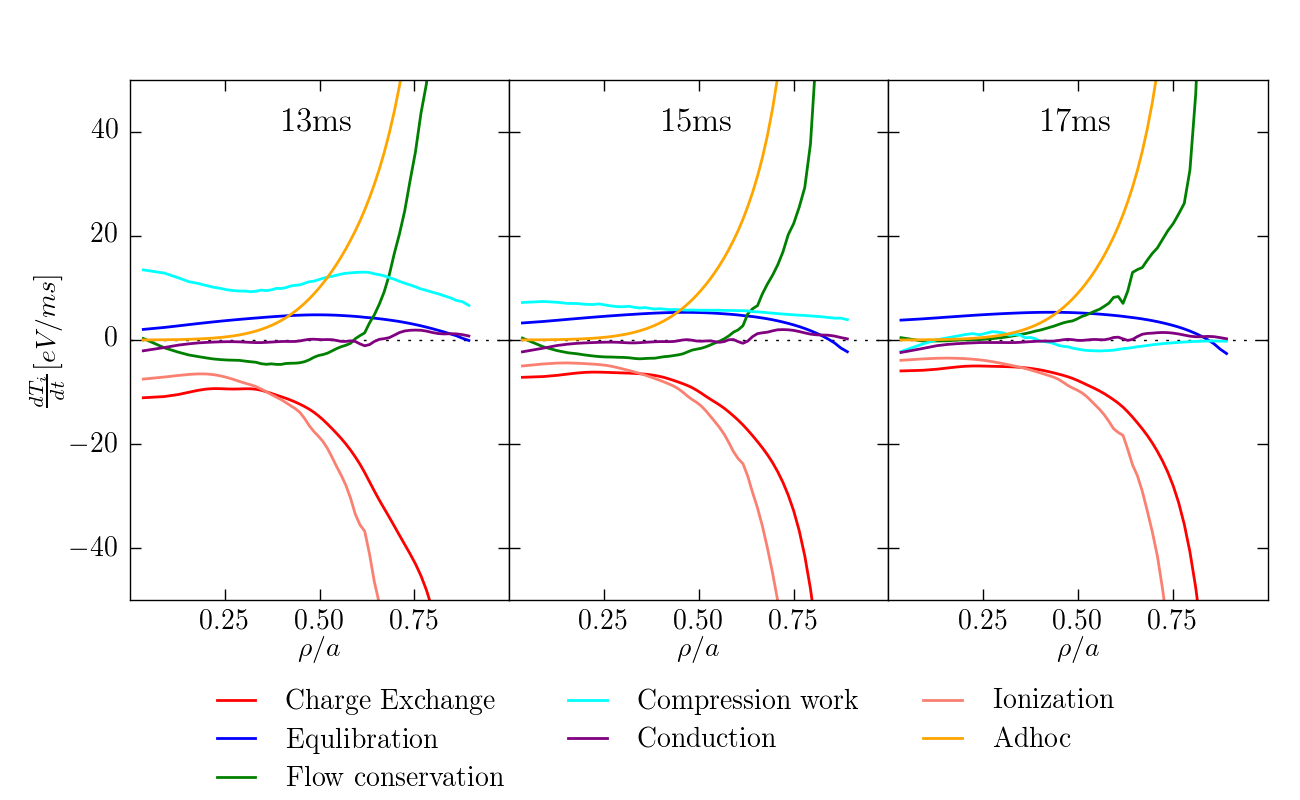 13ms 15ms 17ms
40
20
0
−20
−40
dT_i/dt [eV/ms]
0.25 0.50 0.75 0.25 0.50 0.75 0.25 0.50 0.75
ρ/a ρ/a ρ/a
Charge Exchange Compression work Ionization
Equlibration Conduction Adhoc
Flow conservation